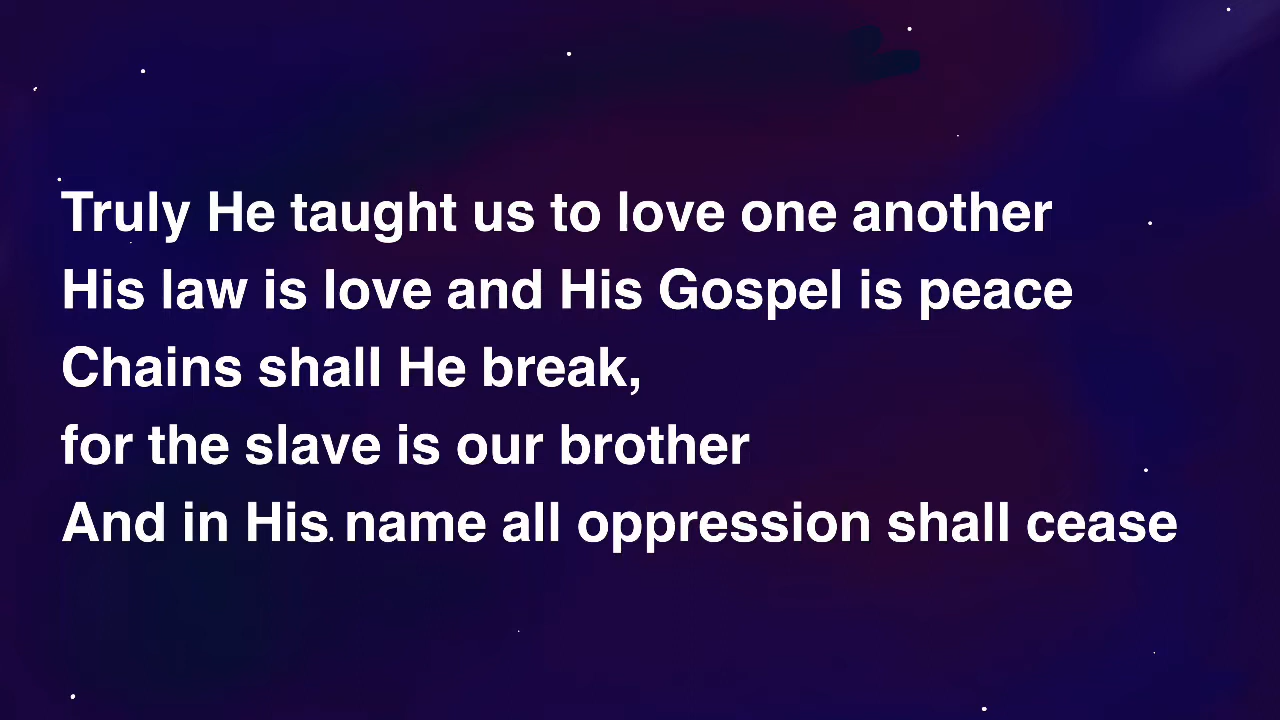 Truly He taught us to love one another
His law is love and His Gospel is peace
Chains shall He break,
for the slave is our brother
And in His name all oppression shall cease